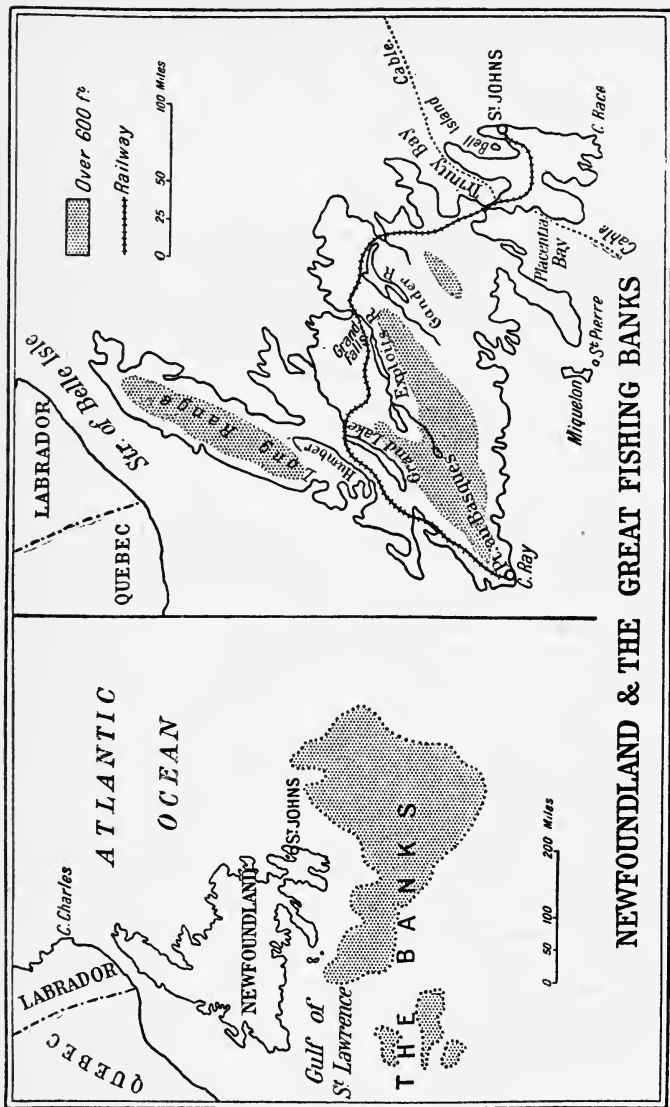 QUEBEC
LABRADOR
C. Charles
ATLANTIC
OCEAN
NEWFOUNDLAND
ST JOHNS
Gulf of
St Lawrence
THE BANKS
0 50 100 200 Miles
QUEBEC
LABRADOR
Str. of Belle Isle
Over 600 ft
Railway
0 25 50 100 Miles
Long Range
Humber
Grand Lake
Grand Falls
Exploits R
Gander R
Trinity Bay
Bell Island
Cable
ST JOHNS
C. Race
Placentia
Bay
Cable
Miquelon
St Pierre
Pt. au Basques
C. Ray
NEWFOUNDLAND & THE GREAT FISHING BANKS